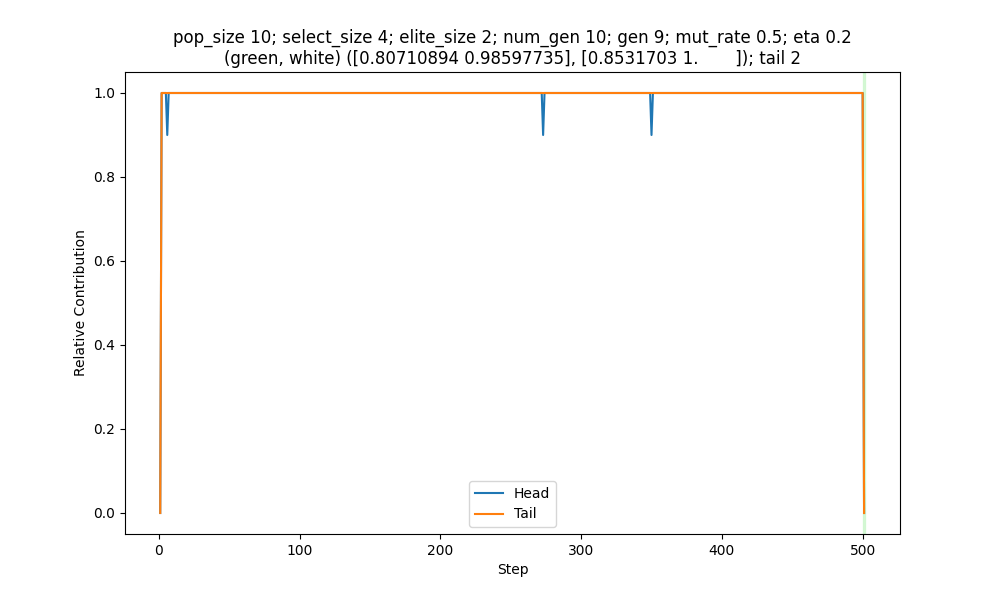 pop_size 10; select_size 4; elite_size 2; num_gen 10; gen 9; mut_rate 0.5; eta 0.2
(green, white) ([0.80710894 0.98597735], [0.8531703 1.       ]); tail 2
1.0
0.8
0.6
0.4
0.2
0.0
Relative Contribution
Head
Tail
0 100 200 300 400 500
Step